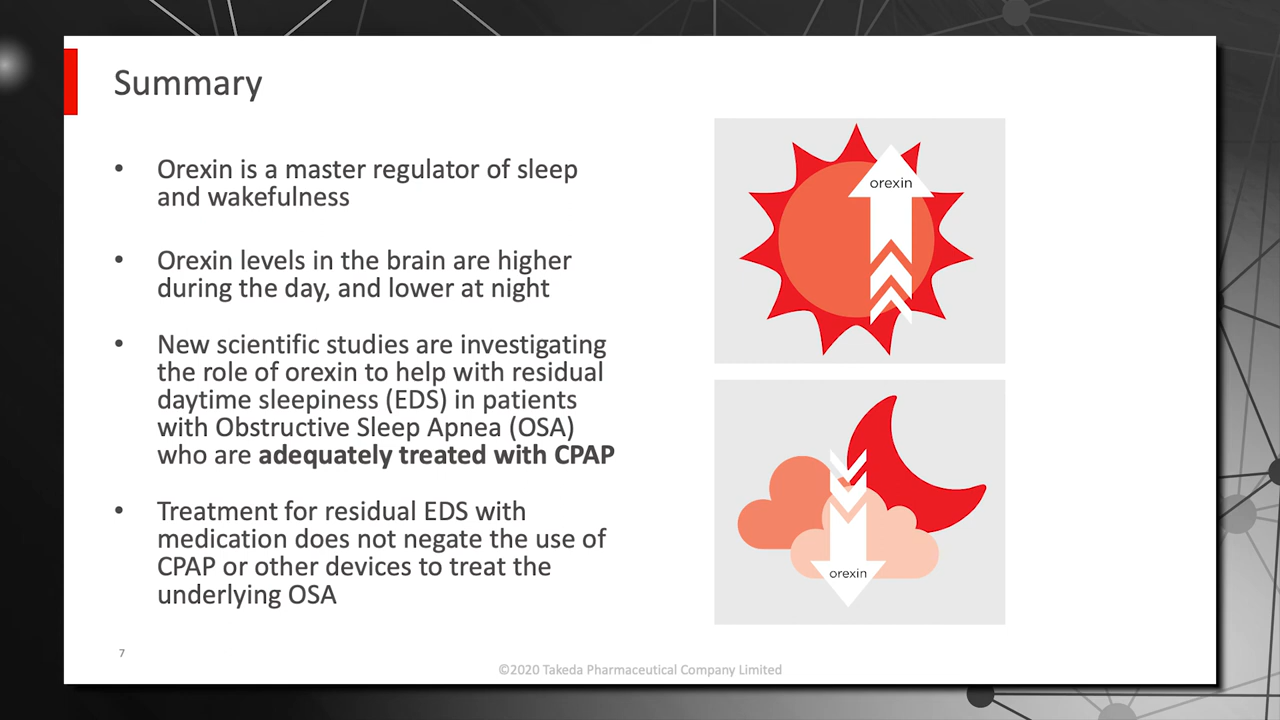 Summary
• Orexin is a master regulator of sleep
and wakefulness
• Orexin levels in the brain are higher
during the day, and lower at night
• New scientific studies are investigating
the role of orexin to help with residual
daytime sleepiness (EDS) in patients
with Obstructive Sleep Apnea (OSA)
who are adequately treated with CPAP
• Treatment for residual EDS with
medication does not negate the use of
CPAP or other devices to treat the
underlying OSA
orexin
orexin
7
©2020 Takeda Pharmaceutical Company Limited